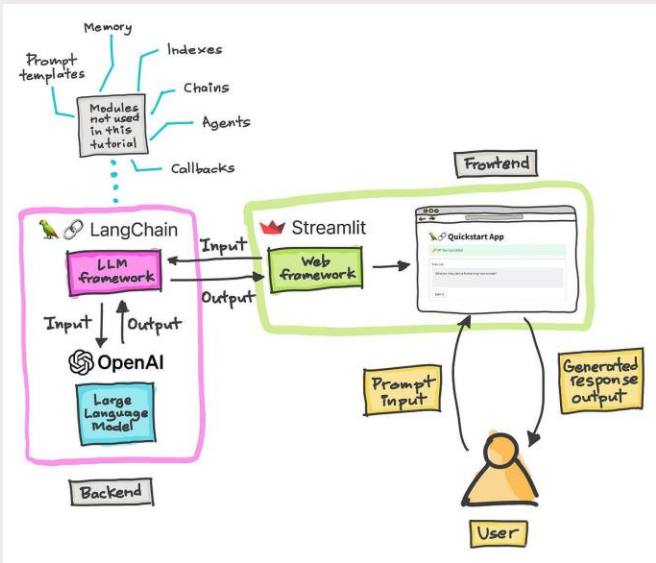 Memory
Prompt
templates
Indexes
Chains
Agents
Callbacks
Modules
not used
in this
tutorial
Frontend
LangChain
LLM
framework
Input
Output
Streamlit
Web
framework
Quickstart App
Input
Output
OpenAI
Large
Language
Model
Backend
Prompt
input
Generated
response
output
User